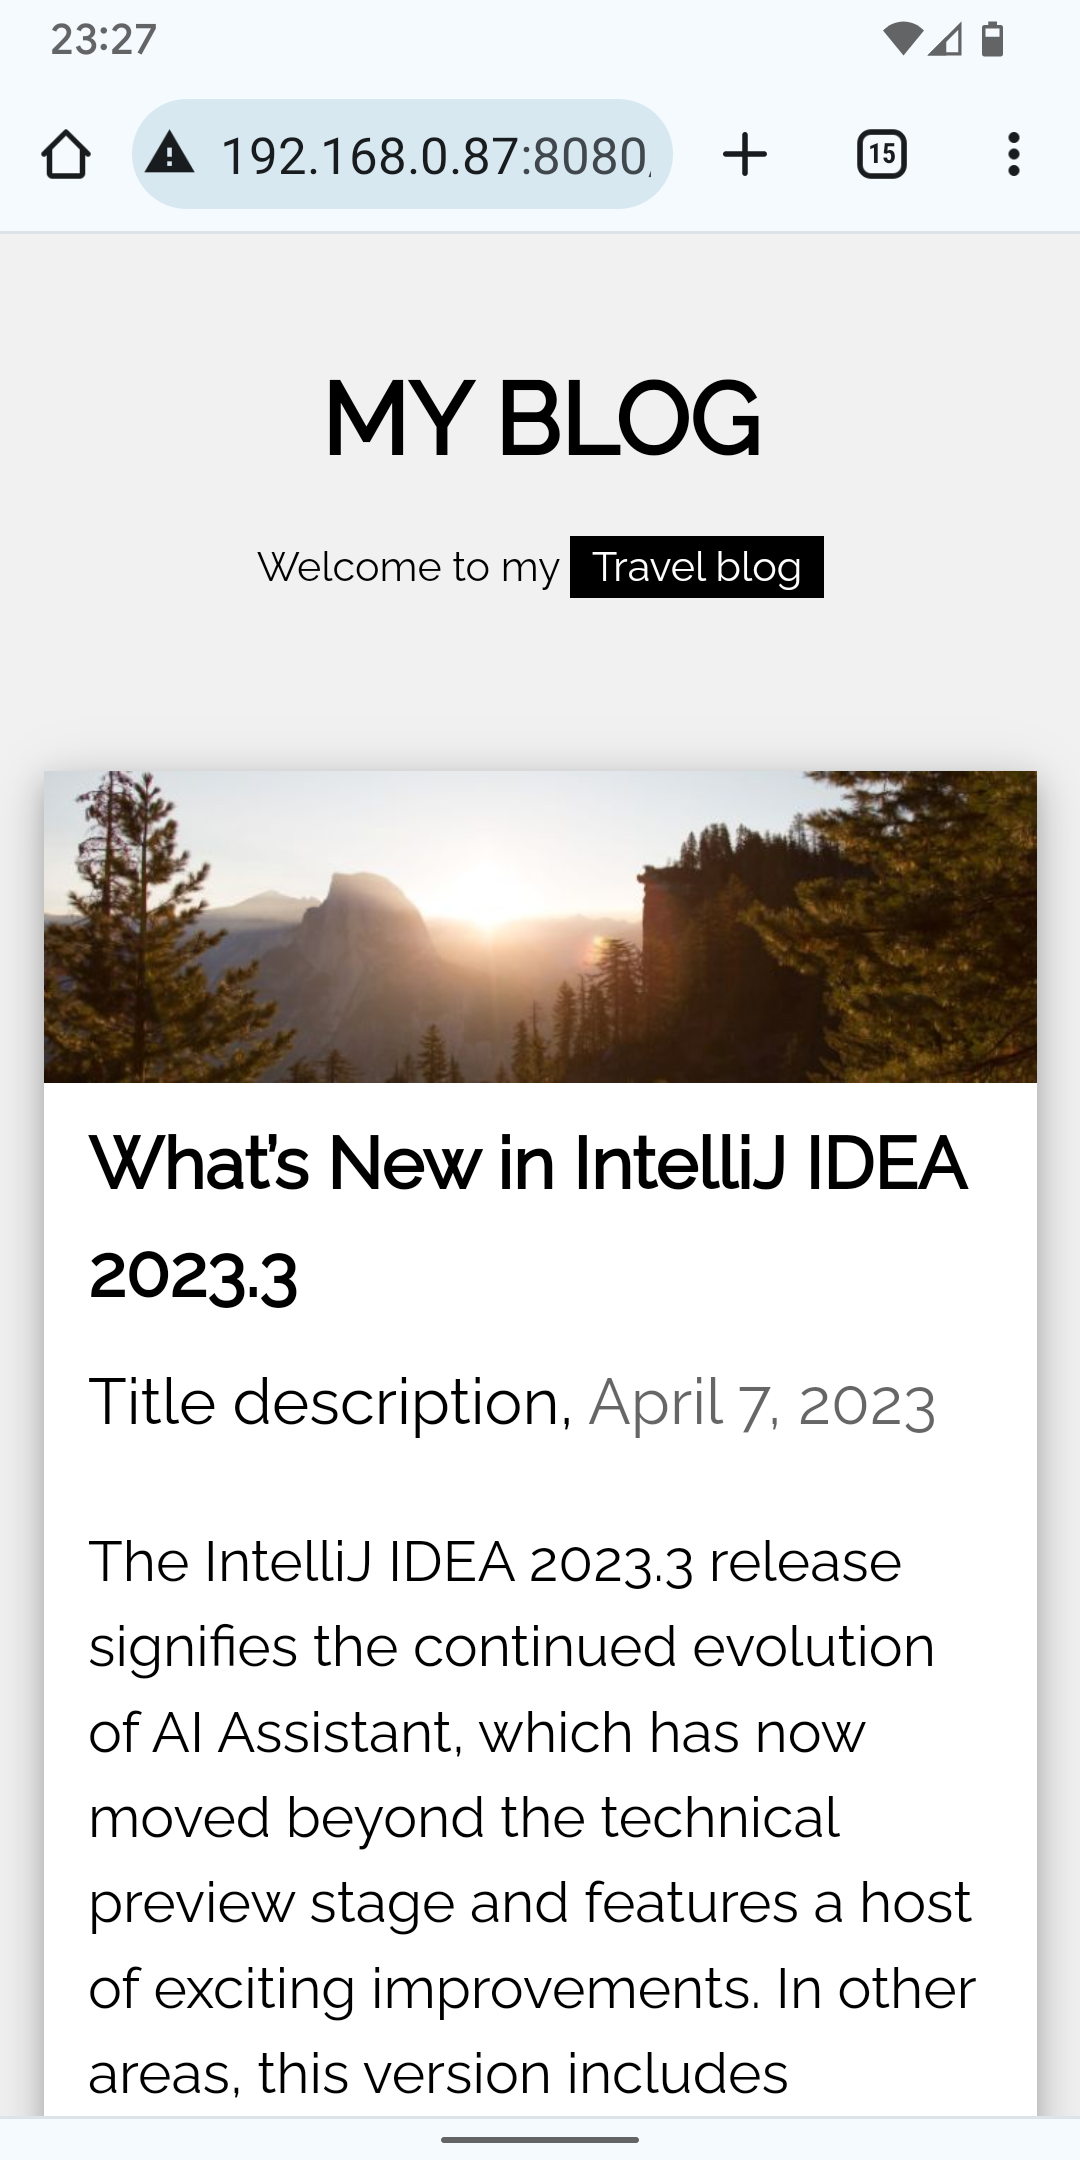 23:27
192.168.0.87:8080
15
MY BLOG
Welcome to my Travel blog
What's New in IntelliJ IDEA
2023.3
Title description, April 7, 2023
The IntelliJ IDEA 2023.3 release
signifies the continued evolution
of AI Assistant, which has now
moved beyond the technical
preview stage and features a host
of exciting improvements. In other
areas, this version includes